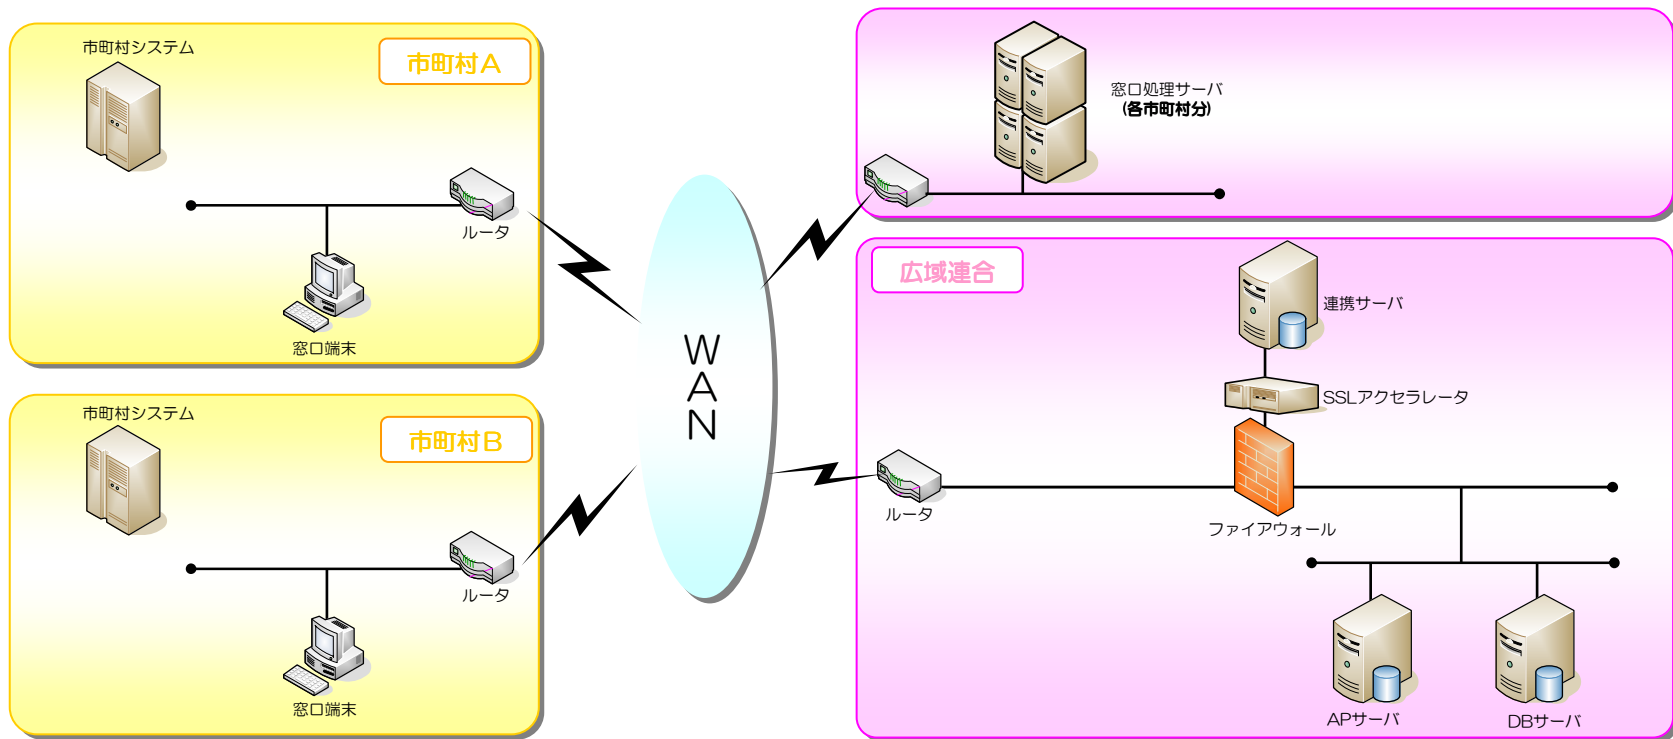 市町村システム
市町村A
ルータ
窓口端末
市町村システム
市町村B
ルータ
窓口端末
WAN
窓口処理サーバ
(各市町村分)
広域連合
連携サーバ
SSLアクセラレータ
ルータ
ファイアウォール
APサーバ
DBサーバ